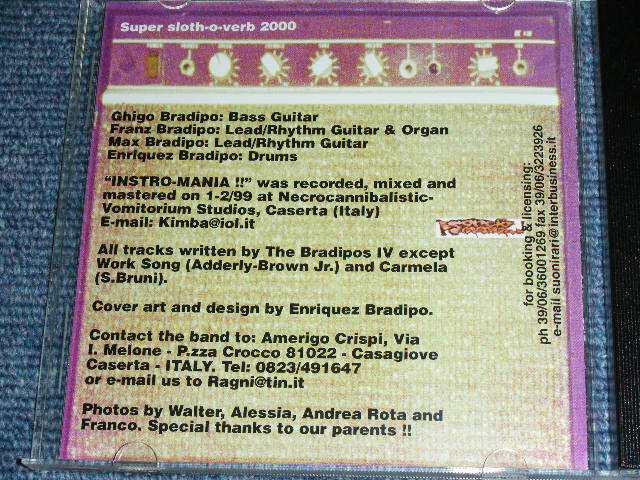 Super sloth-o-verb 2000
Ghigo Bradipo: Bass Guitar
Franz Bradipo: Lead/Rhythm Guitar & Organ
Max Bradipo: Lead/Rhythm Guitar
Enriquez Bradipo: Drums
“INSTRO-MANIA !!” was recorded, mixed and
mastered on 1-2/99 at Necrocannibalistic-
Vomitorium Studios, Caserta (Italy)
E-mail: Kimba@iol.it
All tracks written by The Bradipos IV except
Work Song (Adderly-Brown Jr.) and Carmela
(S.Bruni).
Cover art and design by Enriquez Bradipo.
Contact the band to: Amerigo Crispi, Via
I. Melone - P.zza Crocco 81022 - Casagiove
Caserta - ITALY. Tel: 0823/491647
or e-mail us to Ragni@tin.it
Photos by Walter, Alessia, Andrea Rota and
Franco. Special thanks to our parents !!
for booking & licensing:
ph 39/06/36001269 fax 39/06/3223926
e-mail suonirari@interbusiness.it